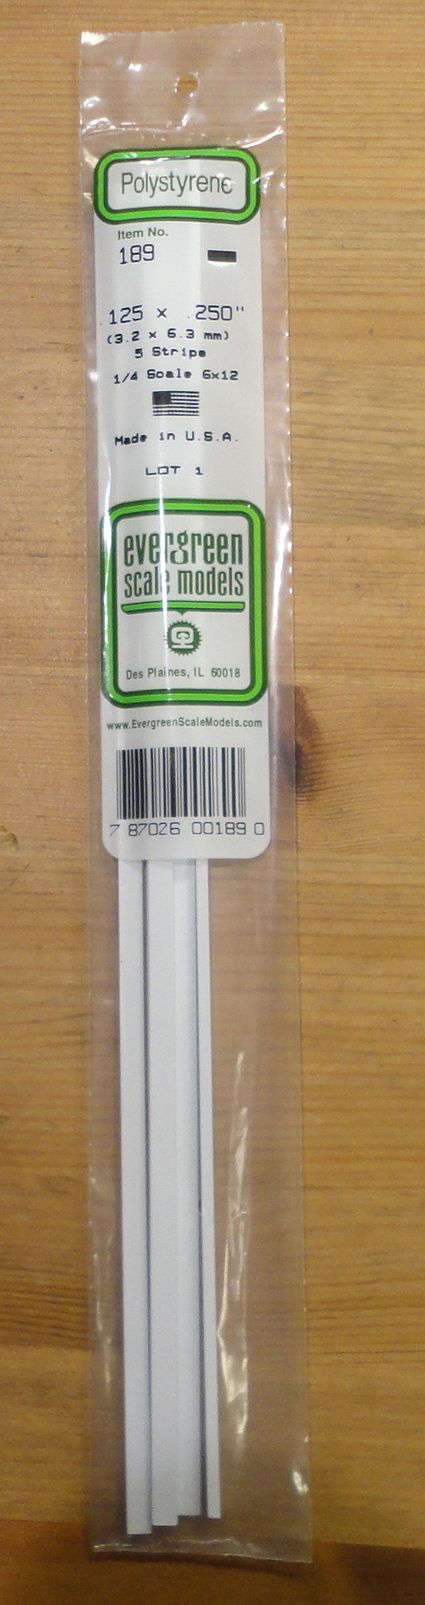 Polystyrene
Item No.
189
.125 x .250"
(3.2 x 6.3 mm)
5 Strips
1/4 Scale 6x12
Made in U.S.A.
LOT 1
evergreen
scale models
Des Plaines, IL 60018
www.EvergreenScaleModels.com
7 87026 00189 0